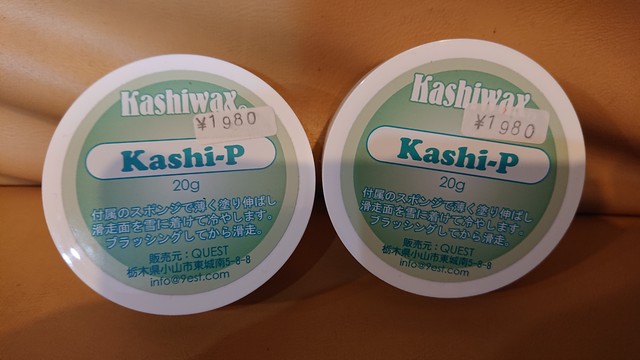 Kashiwax
¥1980
Kashi-P
20g
付属のスポンジで薄く塗り伸ばし
滑走面を雪に着けて冷やします。
ブラッシングしてから滑走。
販売元：QUEST
栃木県小山市東城南5-8-8
info@9est.com
Kashiwax
¥1980
Kashi-P
20g
付属のスポンジで薄く塗り伸ばし
滑走面を雪に着けて冷やします。
ブラッシングしてから滑走。
販売元：QUEST
栃木県小山市東城南5-8-8
info@9est.com